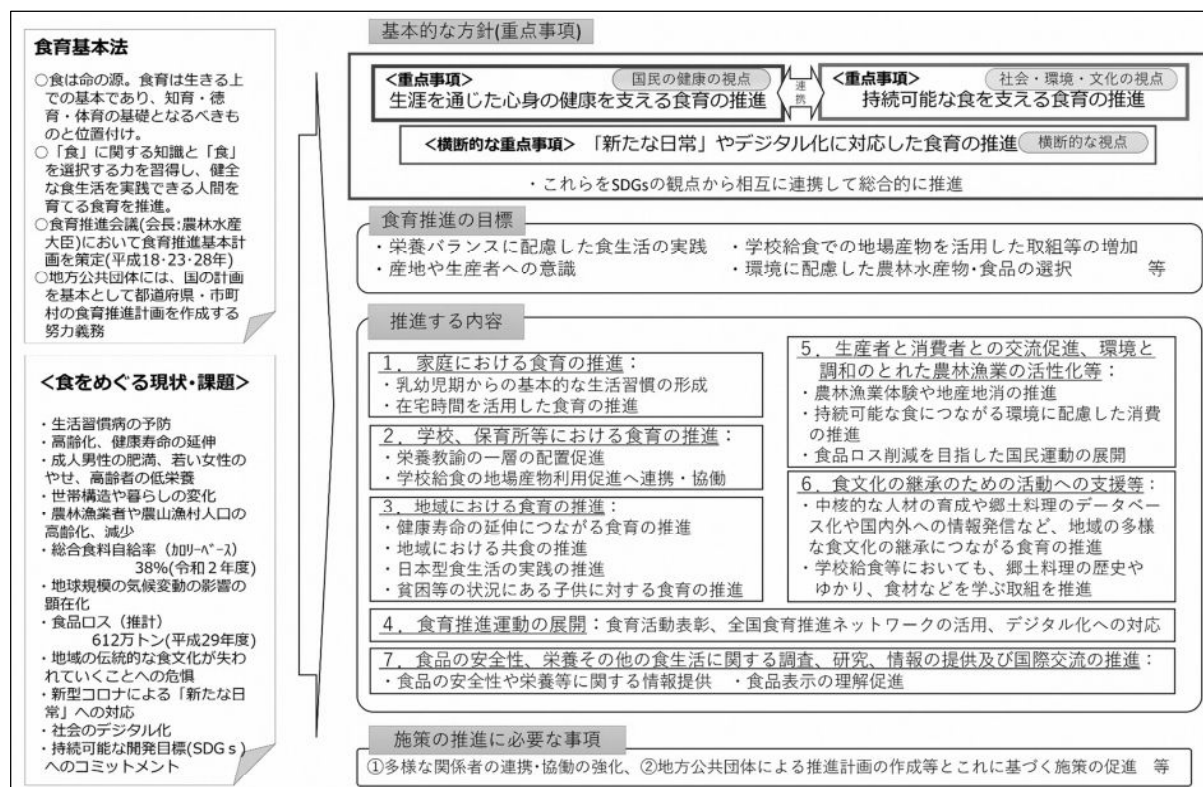 食育基本法
○食は命の源。食育は生きる上
での基本であり、知育・徳
育・体育の基礎となるべきも
のと位置付け。
○「食」に関する知識と「食」
を選択する力を習得し、健全
な食生活を実践できる人間を
育てる食育を推進。
○食育推進会議(会長:農林水産
大臣)において食育推進基本計
画を策定(平成18・23・28年)
○地方公共団体には、国の計画
を基本として都道府県・市町
村の食育推進計画を作成する
努力義務
<食をめぐる現状・課題>
・生活習慣病の予防
・高齢化、健康寿命の延伸
・成人男性の肥満、若い女性の
やせ、高齢者の低栄養
・世帯構造や暮らしの変化
・農林漁業者や農山漁村人口の
高齢化、減少
・総合食料自給率（ｶﾛﾘｰﾍﾞｰｽ）
38%(令和２年度)
・地球規模の気候変動の影響の
顕在化
・食品ロス（推計）
612万トン(平成29年度)
・地域の伝統的な食文化が失わ
れていくことへの危惧
・新型コロナによる「新たな日
常」への対応
・社会のデジタル化
・持続可能な開発目標(SDGｓ)
へのコミットメント
基本的な方針(重点事項)
<重点事項> 国民の健康の視点
生涯を通じた心身の健康を支える食育の推進
連携
<重点事項> 社会・環境・文化の視点
持続可能な食を支える食育の推進
<横断的な重点事項> 「新たな日常」やデジタル化に対応した食育の推進 横断的な視点
・これらをSDGsの観点から相互に連携して総合的に推進
食育推進の目標
・栄養バランスに配慮した食生活の実践 ・学校給食での地場産物を活用した取組等の増加
・産地や生産者への意識 ・環境に配慮した農林水産物・食品の選択 等
推進する内容
１．家庭における食育の推進：
・乳幼児期からの基本的な生活習慣の形成
・在宅時間を活用した食育の推進
２．学校、保育所等における食育の推進：
・栄養教諭の一層の配置促進
・学校給食の地場産物利用促進へ連携・協働
３．地域における食育の推進：
・健康寿命の延伸につながる食育の推進
・地域における共食の推進
・日本型食生活の実践の推進
・貧困等の状況にある子供に対する食育の推進
５．生産者と消費者との交流促進、環境と
調和のとれた農林漁業の活性化等：
・農林漁業体験や地産地消の推進
・持続可能な食につながる環境に配慮した消費
の推進
・食品ロス削減を目指した国民運動の展開
６．食文化の継承のための活動への支援等：
・中核的な人材の育成や郷土料理のデータベー
ス化や国内外への情報発信など、地域の多様
な食文化の継承につながる食育の推進
・学校給食等においても、郷土料理の歴史や
ゆかり、食材などを学ぶ取組を推進
４．食育推進運動の展開：食育活動表彰、全国食育推進ネットワークの活用、デジタル化への対応
７．食品の安全性、栄養その他の食生活に関する調査、研究、情報の提供及び国際交流の推進：
・食品の安全性や栄養等に関する情報提供 ・食品表示の理解促進
施策の推進に必要な事項
①多様な関係者の連携・協働の強化、②地方公共団体による推進計画の作成等とこれに基づく施策の促進 等